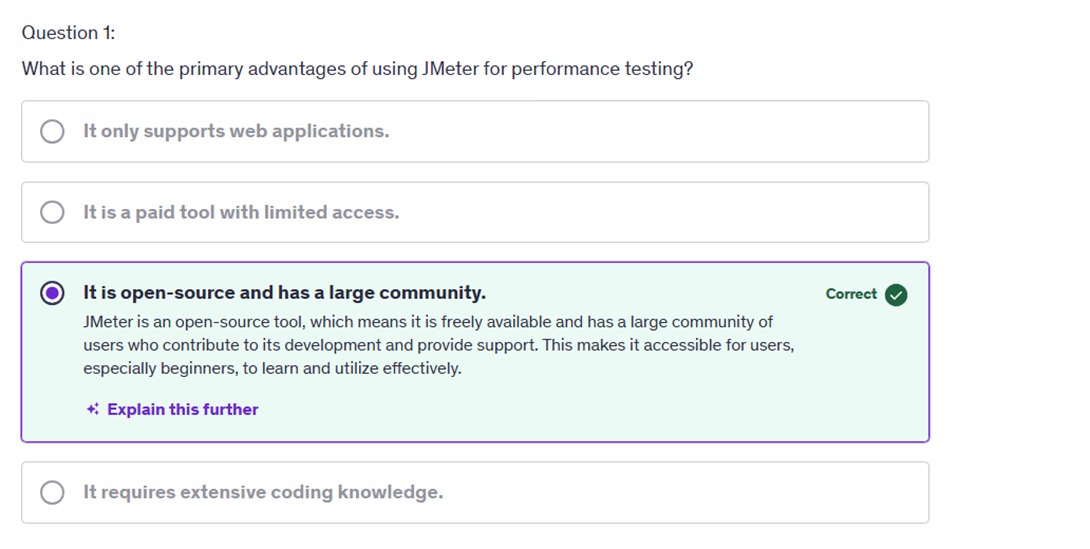 Question 1:
What is one of the primary advantages of using JMeter for performance testing?
It only supports web applications.
It is a paid tool with limited access.
It is open-source and has a large community.
Correct
JMeter is an open-source tool, which means it is freely available and has a large community of
users who contribute to its development and provide support. This makes it accessible for users,
especially beginners, to learn and utilize effectively.
Explain this further
It requires extensive coding knowledge.